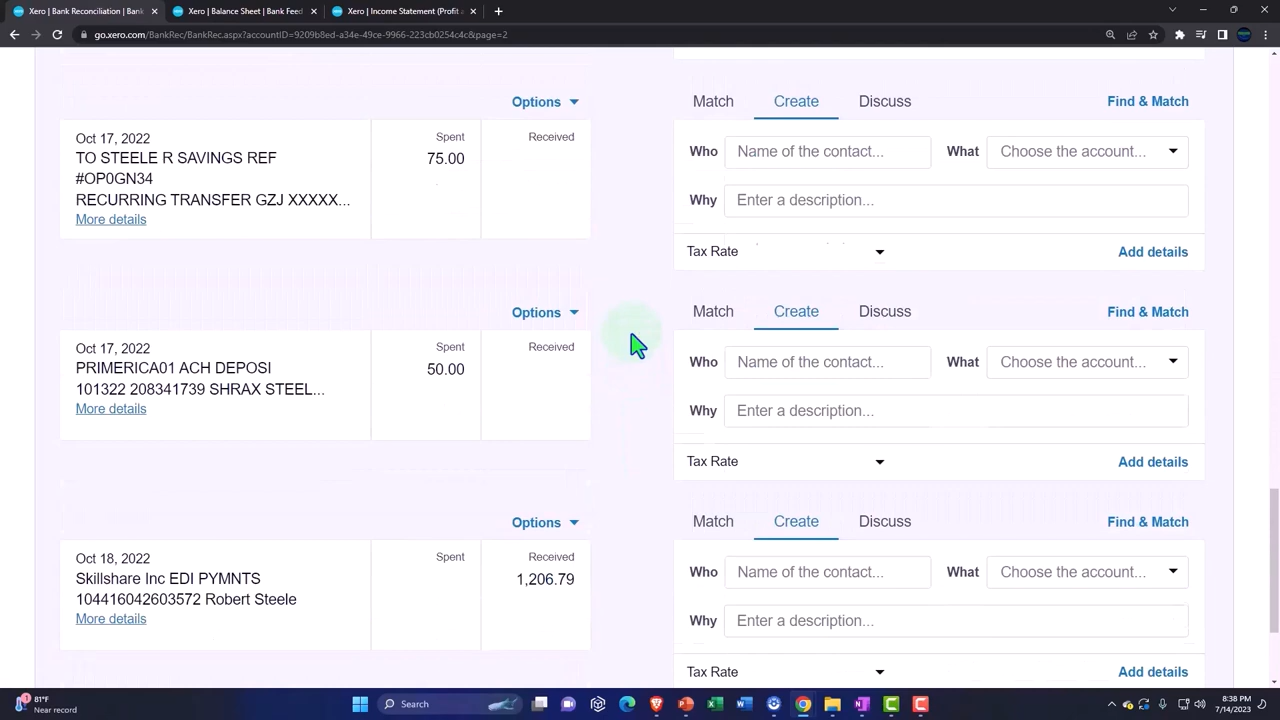 Xero | Bank Reconciliation | Bank
Xero | Balance Sheet | Bank Feed
Xero | Income Statement (Profit a
go.xero.com/BankRec/BankRec.aspx?accountID=9209b8ed-a34e-49ce-9966-223cb0254c4c&page=2
Options
Match
Create
Discuss
Find & Match
Oct 17, 2022
TO STEELE R SAVINGS REF
#OP0GN34
RECURRING TRANSFER GZJ XXXXX...
More details
Spent
75.00
Received
Who
Name of the contact...
What
Choose the account...
Why
Enter a description...
Tax Rate
Add details
Options
Match
Create
Discuss
Find & Match
Oct 17, 2022
PRIMERICA01 ACH DEPOSI
101322 208341739 SHRAX STEEL...
More details
Spent
50.00
Received
Who
Name of the contact...
What
Choose the account...
Why
Enter a description...
Tax Rate
Add details
Options
Match
Create
Discuss
Find & Match
Oct 18, 2022
Skillshare Inc EDI PYMNTS
104416042603572 Robert Steele
More details
Spent
Received
1,206.79
Who
Name of the contact...
What
Choose the account...
Why
Enter a description...
Tax Rate
Add details
81°F
Near record
Search
8:38 PM
7/14/2023